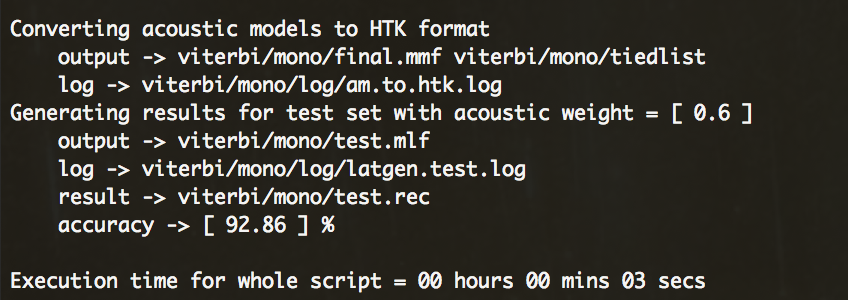 Converting acoustic models to HTK format
output -> viterbi/mono/final.mmf viterbi/mono/tiedlist
log -> viterbi/mono/log/am.to.htk.log
Generating results for test set with acoustic weight = [ 0.6 ]
output -> viterbi/mono/test.mlf
log -> viterbi/mono/log/latgen.test.log
result -> viterbi/mono/test.rec
accuracy -> [ 92.86 ] %
Execution time for whole script = 00 hours 00 mins 03 secs